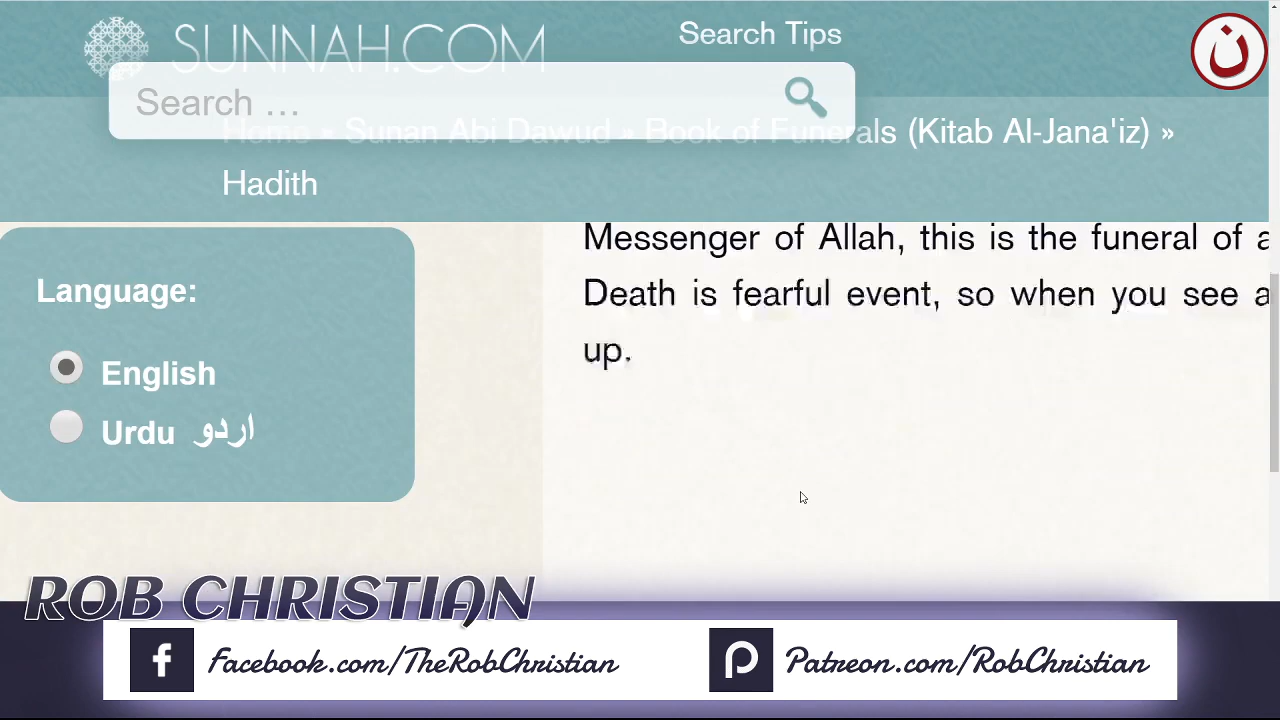 SUNNAH.COM
Search Tips
ن
Search ...
Home » Sunan Abi Dawud » Book of Funerals (Kitab Al-Jana'iz) »
Hadith
Messenger of Allah, this is the funeral of a
Death is fearful event, so when you see a
up.
Language:
English
Urdu اردو
ROB CHRISTIAN
Facebook.com/TheRobChristian
Patreon.com/RobChristian